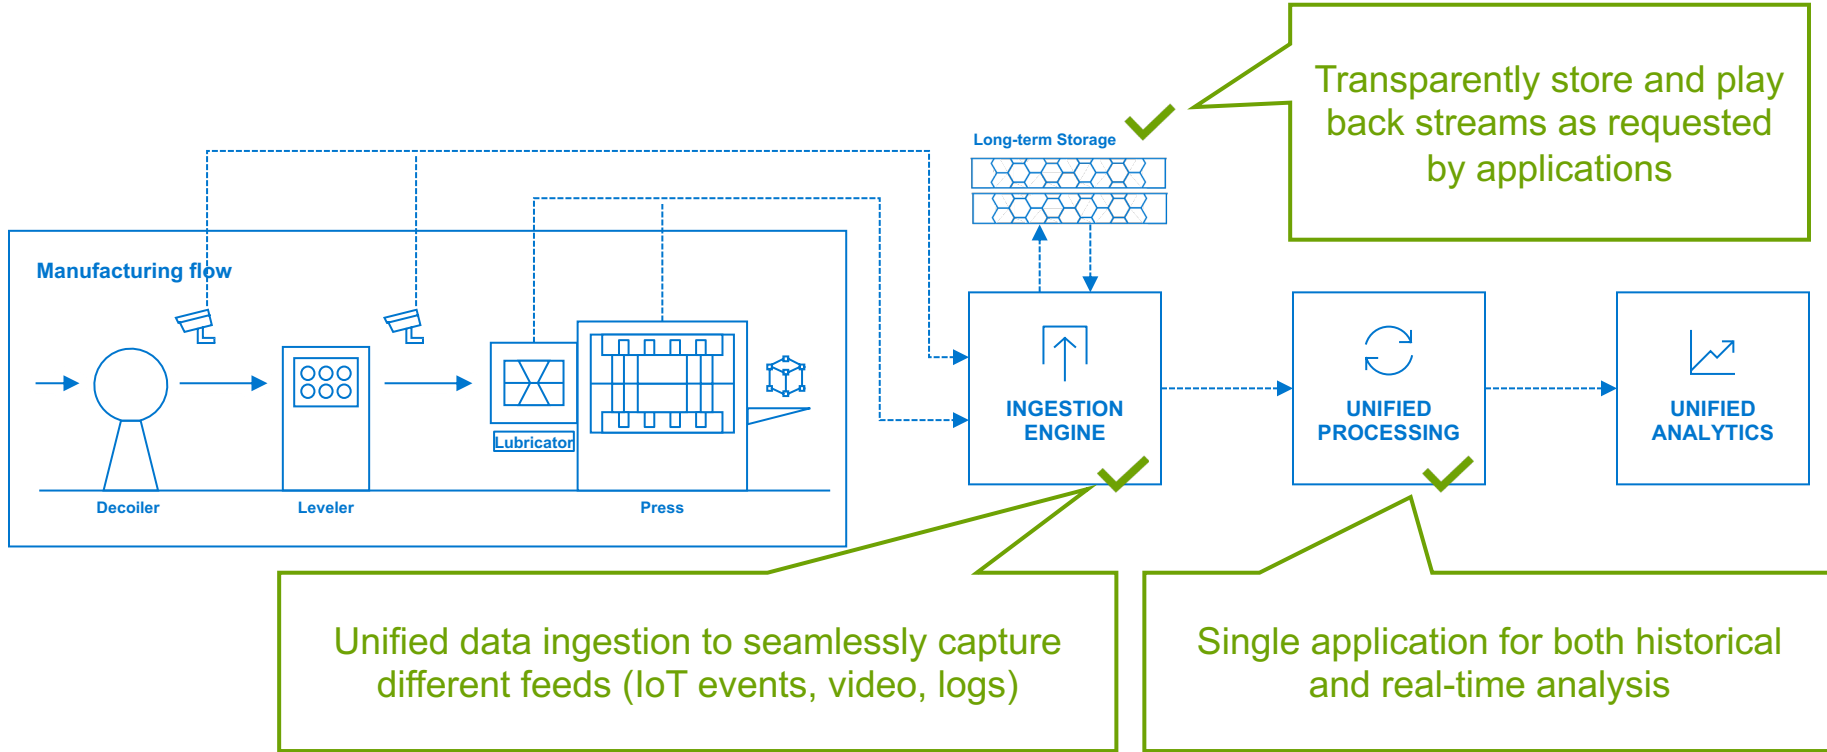 Transparently store and play
back streams as requested
by applications
Long-term Storage
Manufacturing flow
INGESTION
ENGINE
UNIFIED
PROCESSING
UNIFIED
ANALYTICS
Lubricator
Decoiler
Leveler
Press
Unified data ingestion to seamlessly capture
different feeds (IoT events, video, logs)
Single application for both historical
and real-time analysis